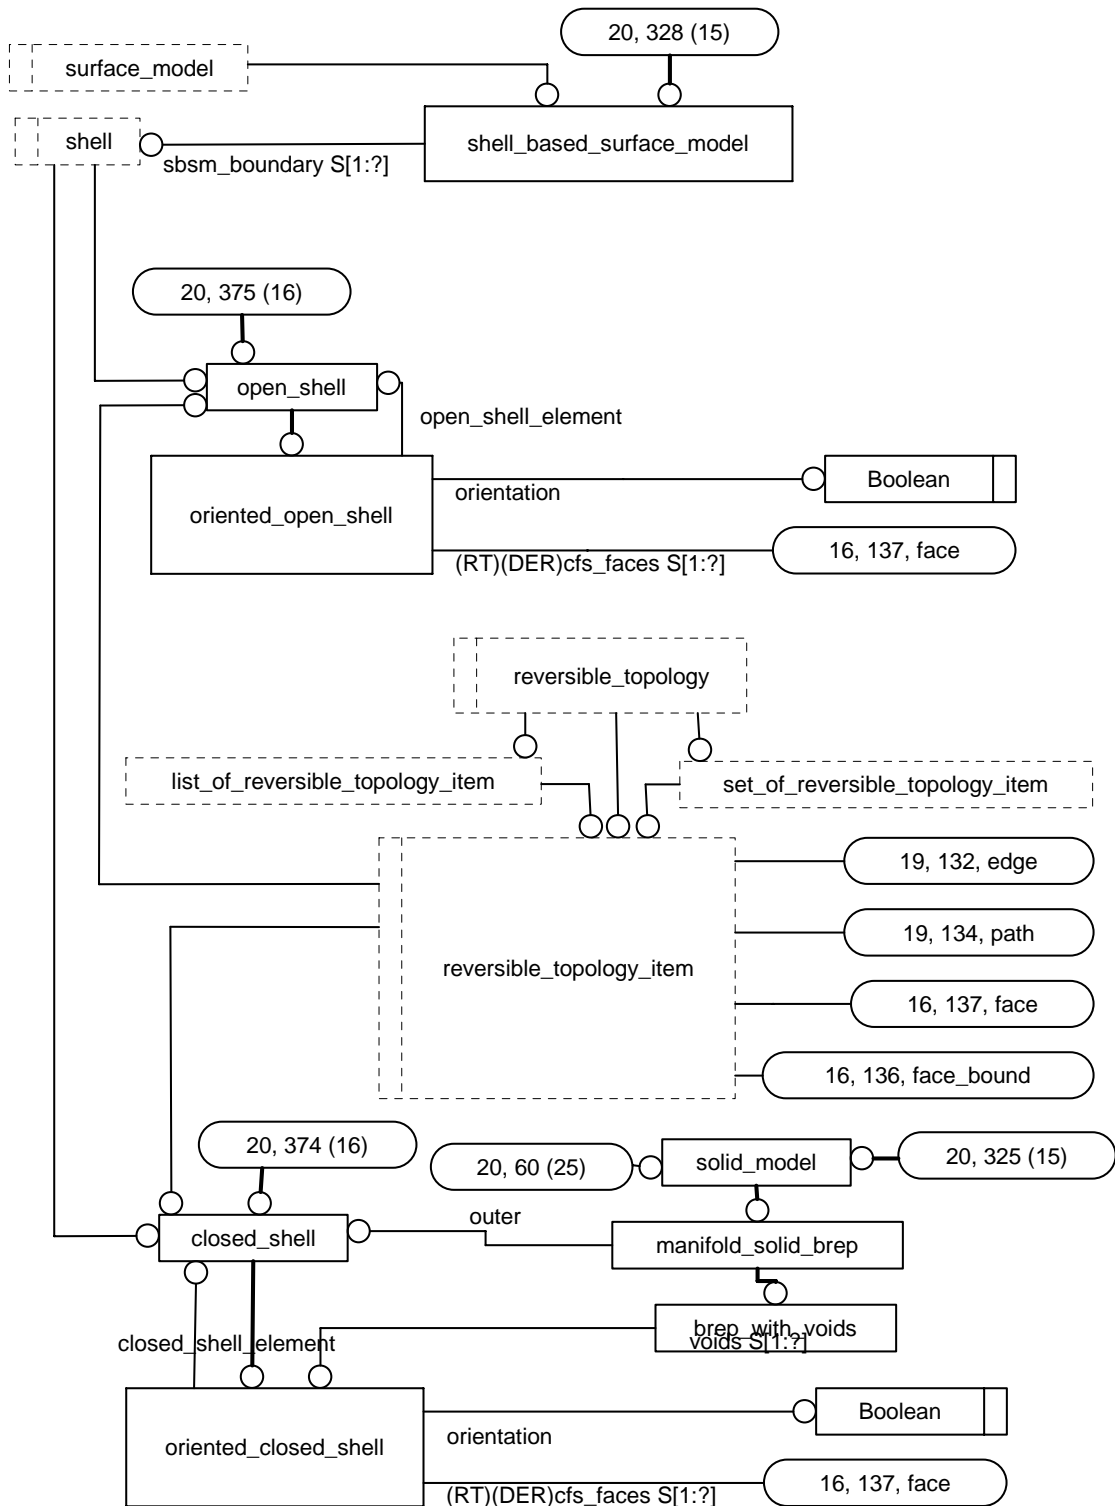 20, 328 (15)
surface_model
shell
shell_based_surface_model
sbsm_boundary S[1:?]
20, 375 (16)
open_shell
open_shell_element
Boolean
orientation
oriented_open_shell
16, 137, face
(RT)(DER)cfs_faces S[1:?]
reversible_topology
list_of_reversible_topology_item
set_of_reversible_topology_item
19, 132, edge
19, 134, path
reversible_topology_item
16, 137, face
16, 136, face_bound
20, 374 (16)
20, 60 (25)
solid_model
20, 325 (15)
outer
closed_shell
manifold_solid_brep
brep_with_voids
voids S[1:?]
closed_shell_element
Boolean
orientation
oriented_closed_shell
16, 137, face
(RT)(DER)cfs_faces S[1:?]